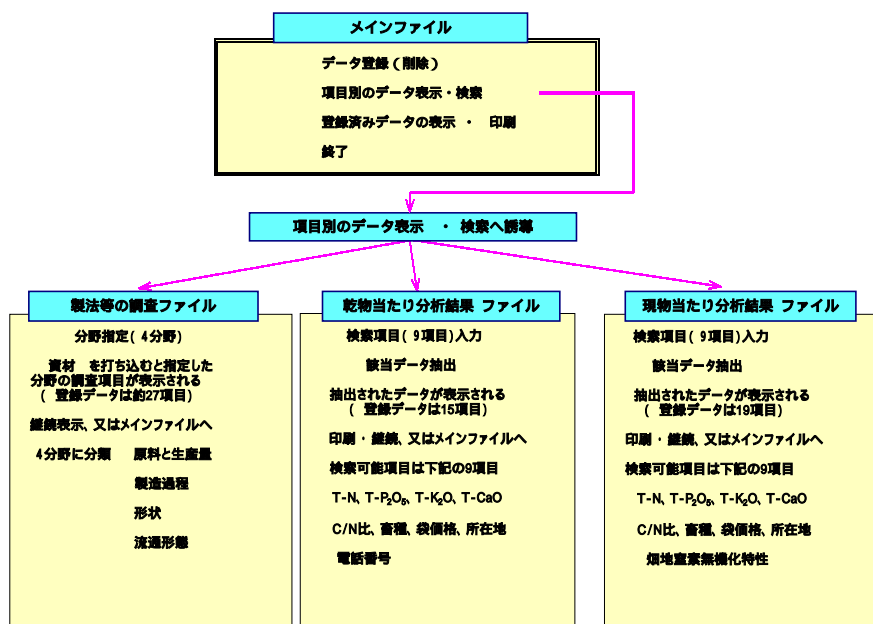 メインファイル
データ登録(削除)
項目別のデータ表示・検索
登録済みデータの表示 ・ 印刷
終了
項目別のデータ表示 ・ 検索へ誘導
製法等の調査ファイル
分野指定( 4分野)
資材 を打ち込むと指定した
分野の調査項目が表示される
( 登録データは約27項目)
継続表示、又はメインファイルへ
4分野に分類 原料と生産量
製造過程
形状
流通形態
乾物当たり分析結果 ファイル
検索項目( 9項目)入力
該当データ抽出
抽出されたデータが表示される
( 登録データは15項目)
印刷・継続、又はメインファイルへ
検索可能項目は下記の9項目
T-N、T-P₂O₅、T-K₂O、T-CaO
C/N比、畜種、袋価格、所在地
電話番号
現物当たり分析結果 ファイル
検索項目( 9項目)入力
該当データ抽出
抽出されたデータが表示される
( 登録データは19項目)
印刷・継続、又はメインファイルへ
検索可能項目は下記の9項目
T-N、T-P₂O₅、T-K₂O、T-CaO
C/N比、畜種、袋価格、所在地
畑地窒素無機化特性